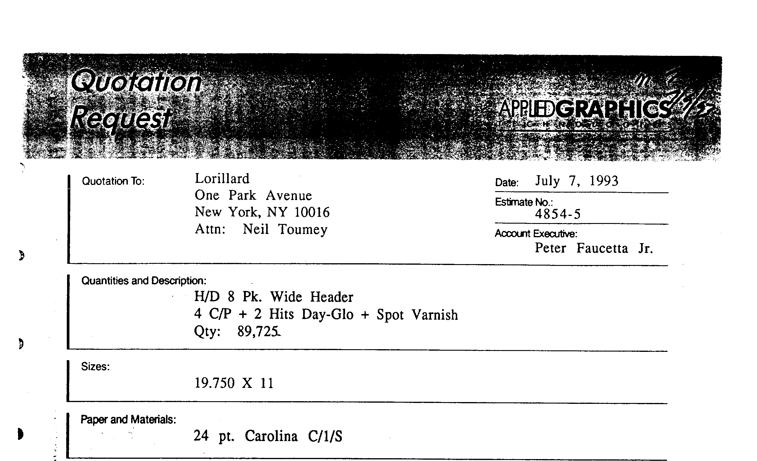 Quotation
Request
APPLIED GRAPHICS
TECHNOLOGIES
Quotation To: Lorillard
One Park Avenue
New York, NY 10016
Attn: Neil Toumey
Date: July 7, 1993
Estimate No.:
4854-5
Account Executive:
Peter Faucetta Jr.
Quantities and Description:
H/D 8 Pk. Wide Header
4 C/P + 2 Hits Day-Glo + Spot Varnish
Qty: 89,725
Sizes:
19.750 X 11
Paper and Materials:
24 pt. Carolina C/1/S